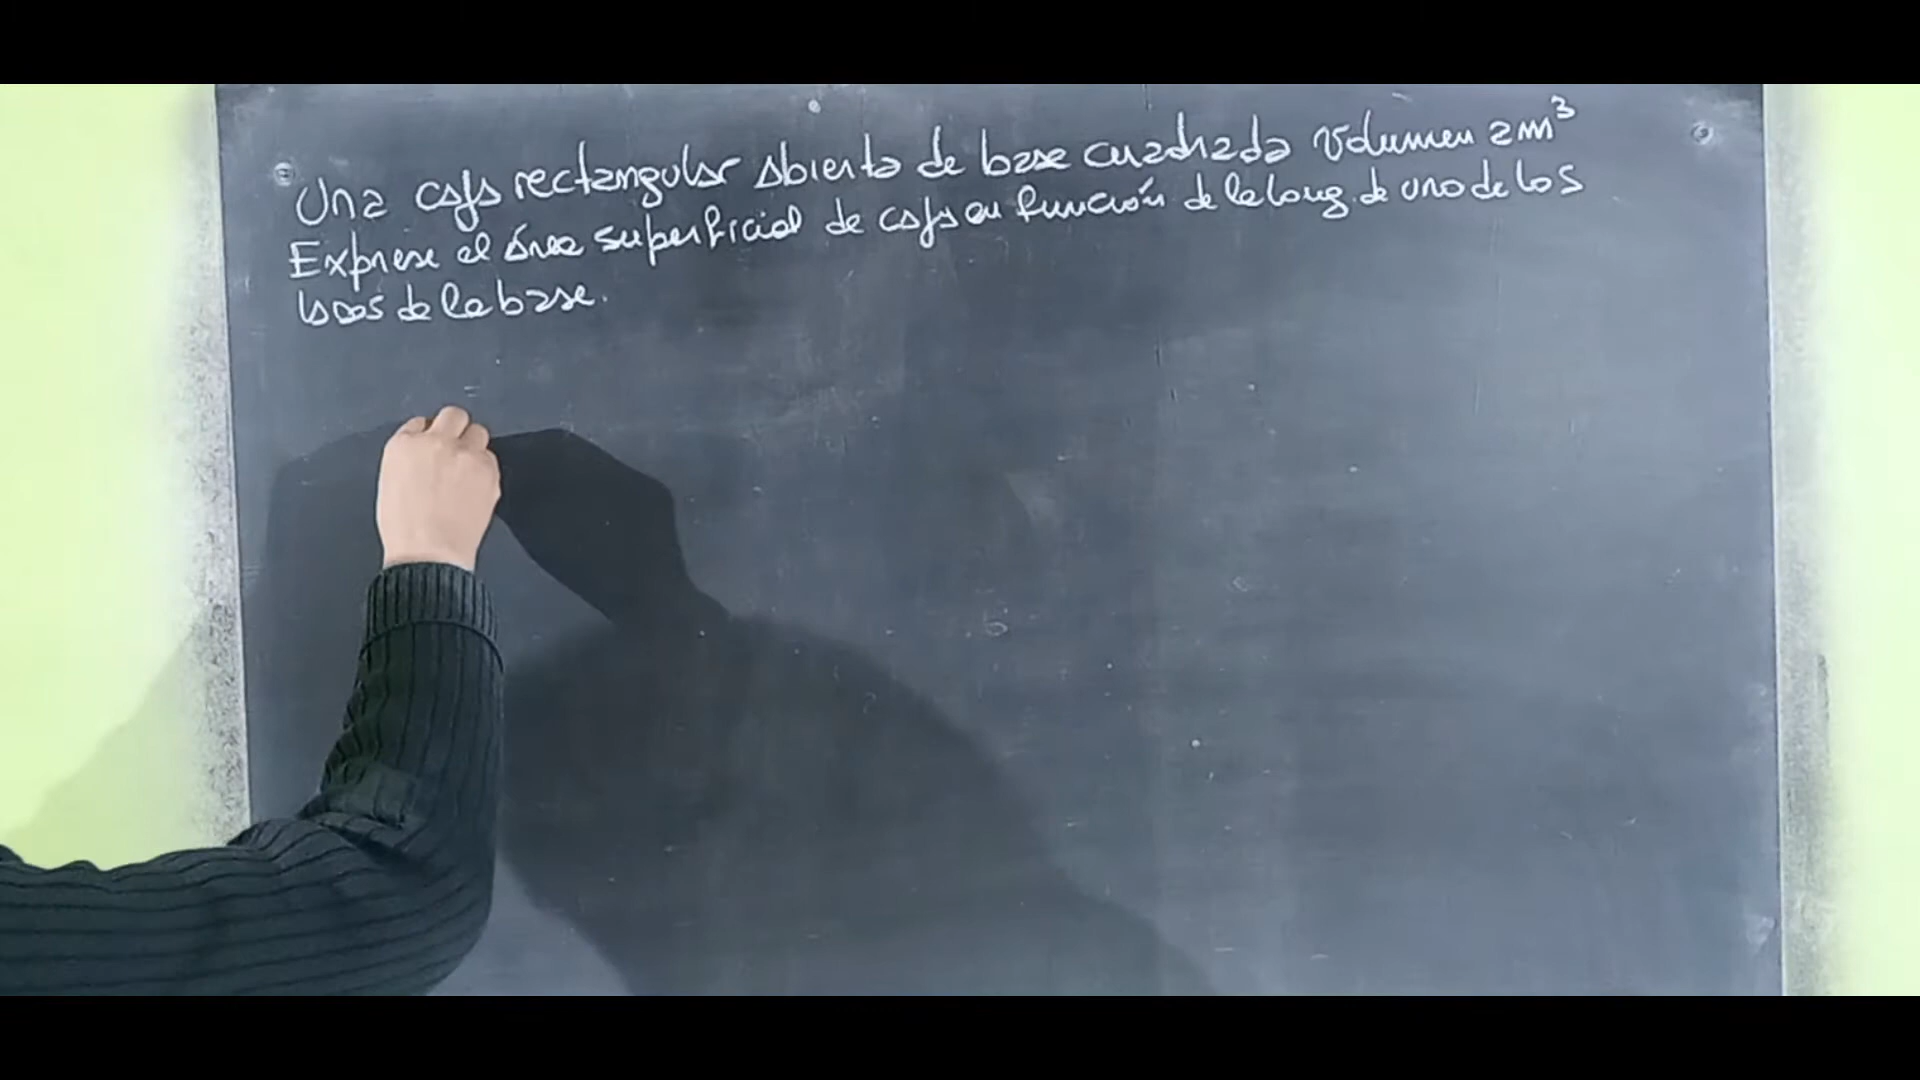 Una caja rectangular abierta de base cuadrada volumen 2m³
Exprese el área superficial de caja en función de la long. de uno de los
lados de la base.